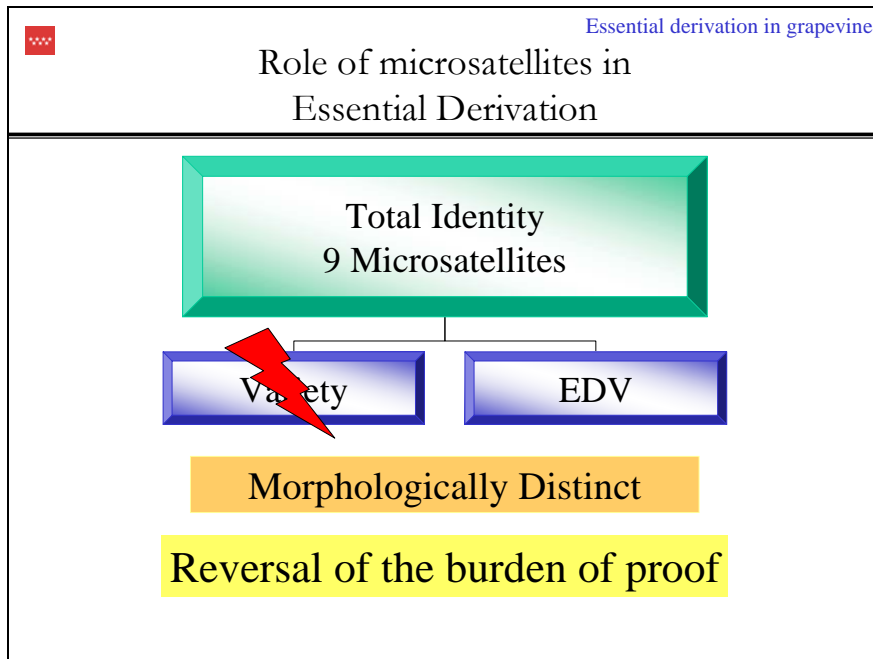 Essential derivation in grapevine
Role of microsatellites in
Essential Derivation
Total Identity
9 Microsatellites
Variety
EDV
Morphologically Distinct
Reversal of the burden of proof